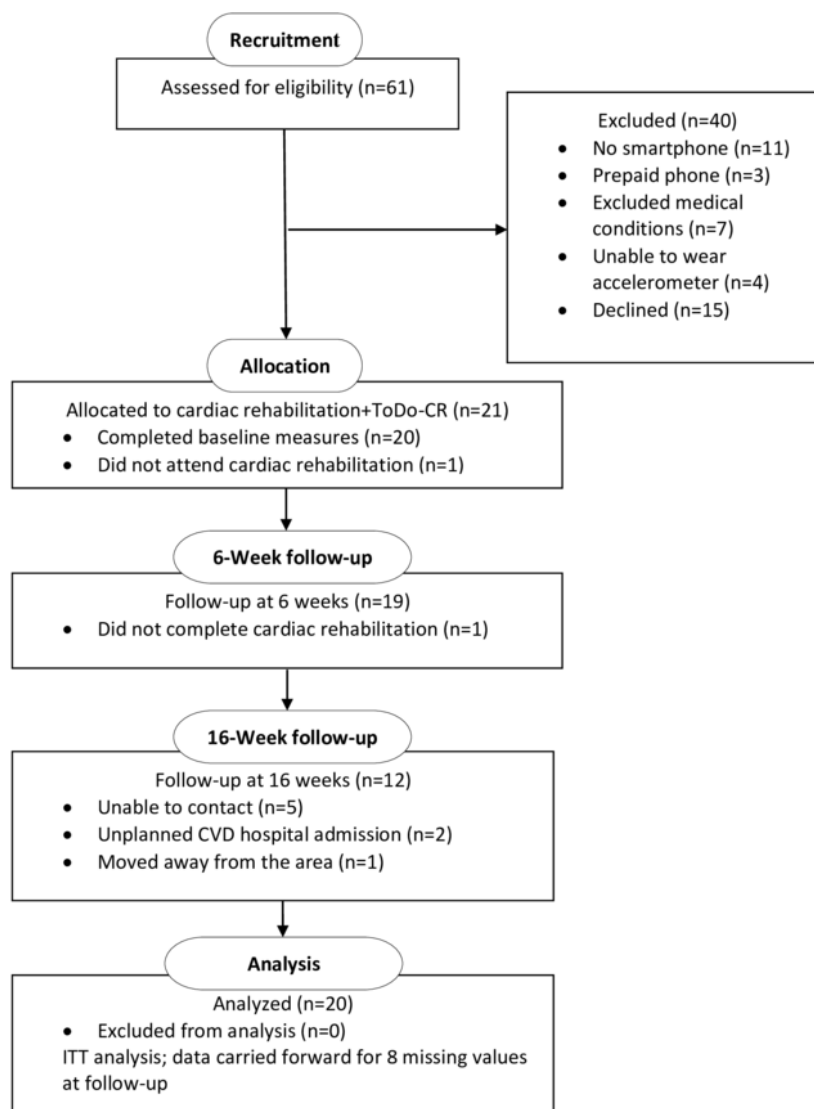 Recruitment
Assessed for eligibility (n=61)
Excluded (n=40)
• No smartphone (n=11)
• Prepaid phone (n=3)
• Excluded medical
conditions (n=7)
• Unable to wear
accelerometer (n=4)
• Declined (n=15)
Allocation
Allocated to cardiac rehabilitation+ToDo-CR (n=21)
• Completed baseline measures (n=20)
• Did not attend cardiac rehabilitation (n=1)
6-Week follow-up
Follow-up at 6 weeks (n=19)
• Did not complete cardiac rehabilitation (n=1)
16-Week follow-up
Follow-up at 16 weeks (n=12)
• Unable to contact (n=5)
• Unplanned CVD hospital admission (n=2)
• Moved away from the area (n=1)
Analysis
Analyzed (n=20)
• Excluded from analysis (n=0)
ITT analysis; data carried forward for 8 missing values
at follow-up